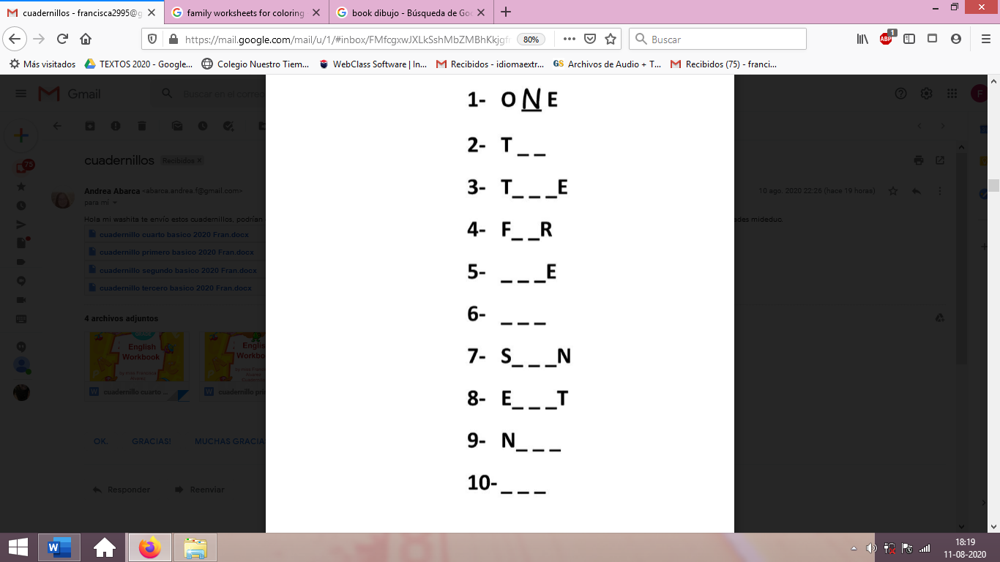 cuadernillos - francisca2995@g
family worksheets for coloring
book dibujo - Búsqueda de Goo
https://mail.google.com/mail/u/1/#inbox/FMfcgxwJXLkSshMbZMBhKkjgf
80%
Buscar
ABP
1
Más visitados
TEXTOS 2020 - Google...
Colegio Nuestro Tiem...
WebClass Software | In...
Recibidos - idiomaextr...
GS
Archivos de Audio + T...
Recibidos (75) - franci...
Gmail
Buscar en el correo
F
75
cuadernillos
Recibidos x
Andrea Abarca <abarca.andrea.f@gmail.com>
10 ago. 2020 22:26 (hace 19 horas)
para mí
Hola mi washita te envío estos cuadernillos, podrían
ades mideduc.
cuadernillo cuarto basico 2020 Fran.docx
cuadernillo primero basico 2020 Fran.docx
cuadernillo segundo basico 2020 Fran.docx
cuadernillo tercero basico 2020 Fran.docx
4 archivos adjuntos
English
Workbook
W cuadernillo cuarto ...
W cuadernillo pri
OK.
GRACIAS!
MUCHAS GRACIA
Responder
Reenviar
1- O N E
2- T _ _
3- T_ _ _E
4- F_ _R
5- _ _ _E
6- _ _ _
7- S_ _ _N
8- E_ _ _T
9- N_ _ _
10- _ _ _
W
18:19
11-08-2020